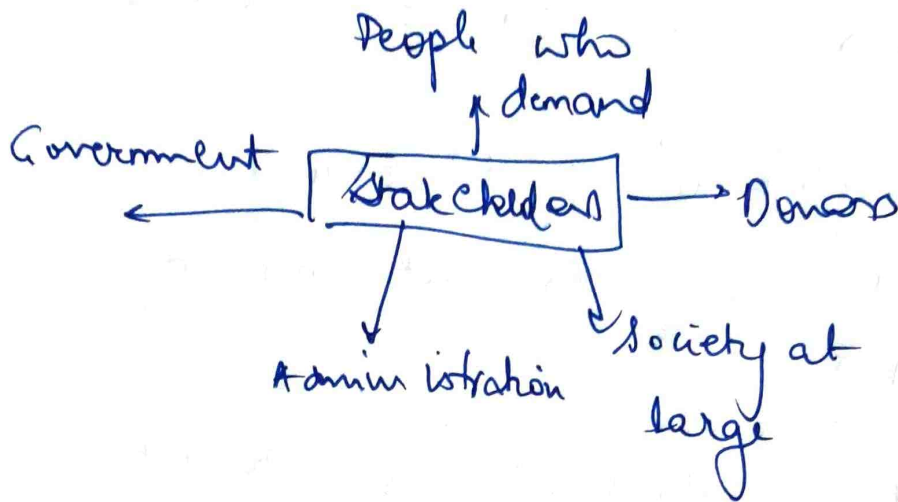 People who
demand
Government
Stakeholders
Donors
Administration
Society at
large